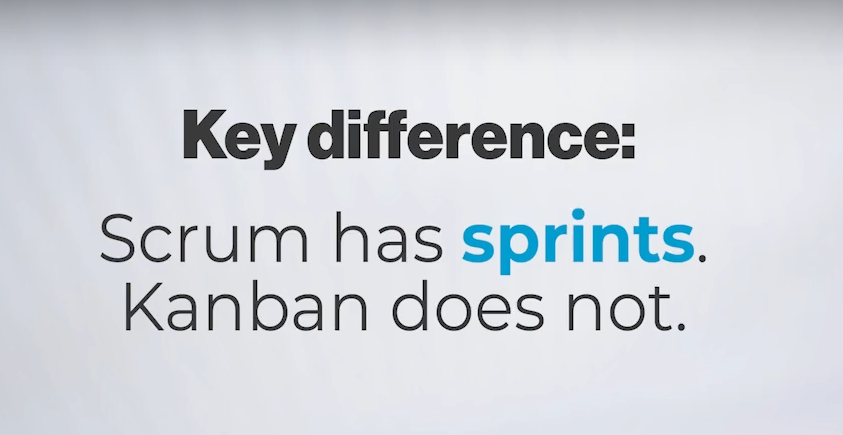 Key difference:
Scrum has sprints.
Kanban does not.